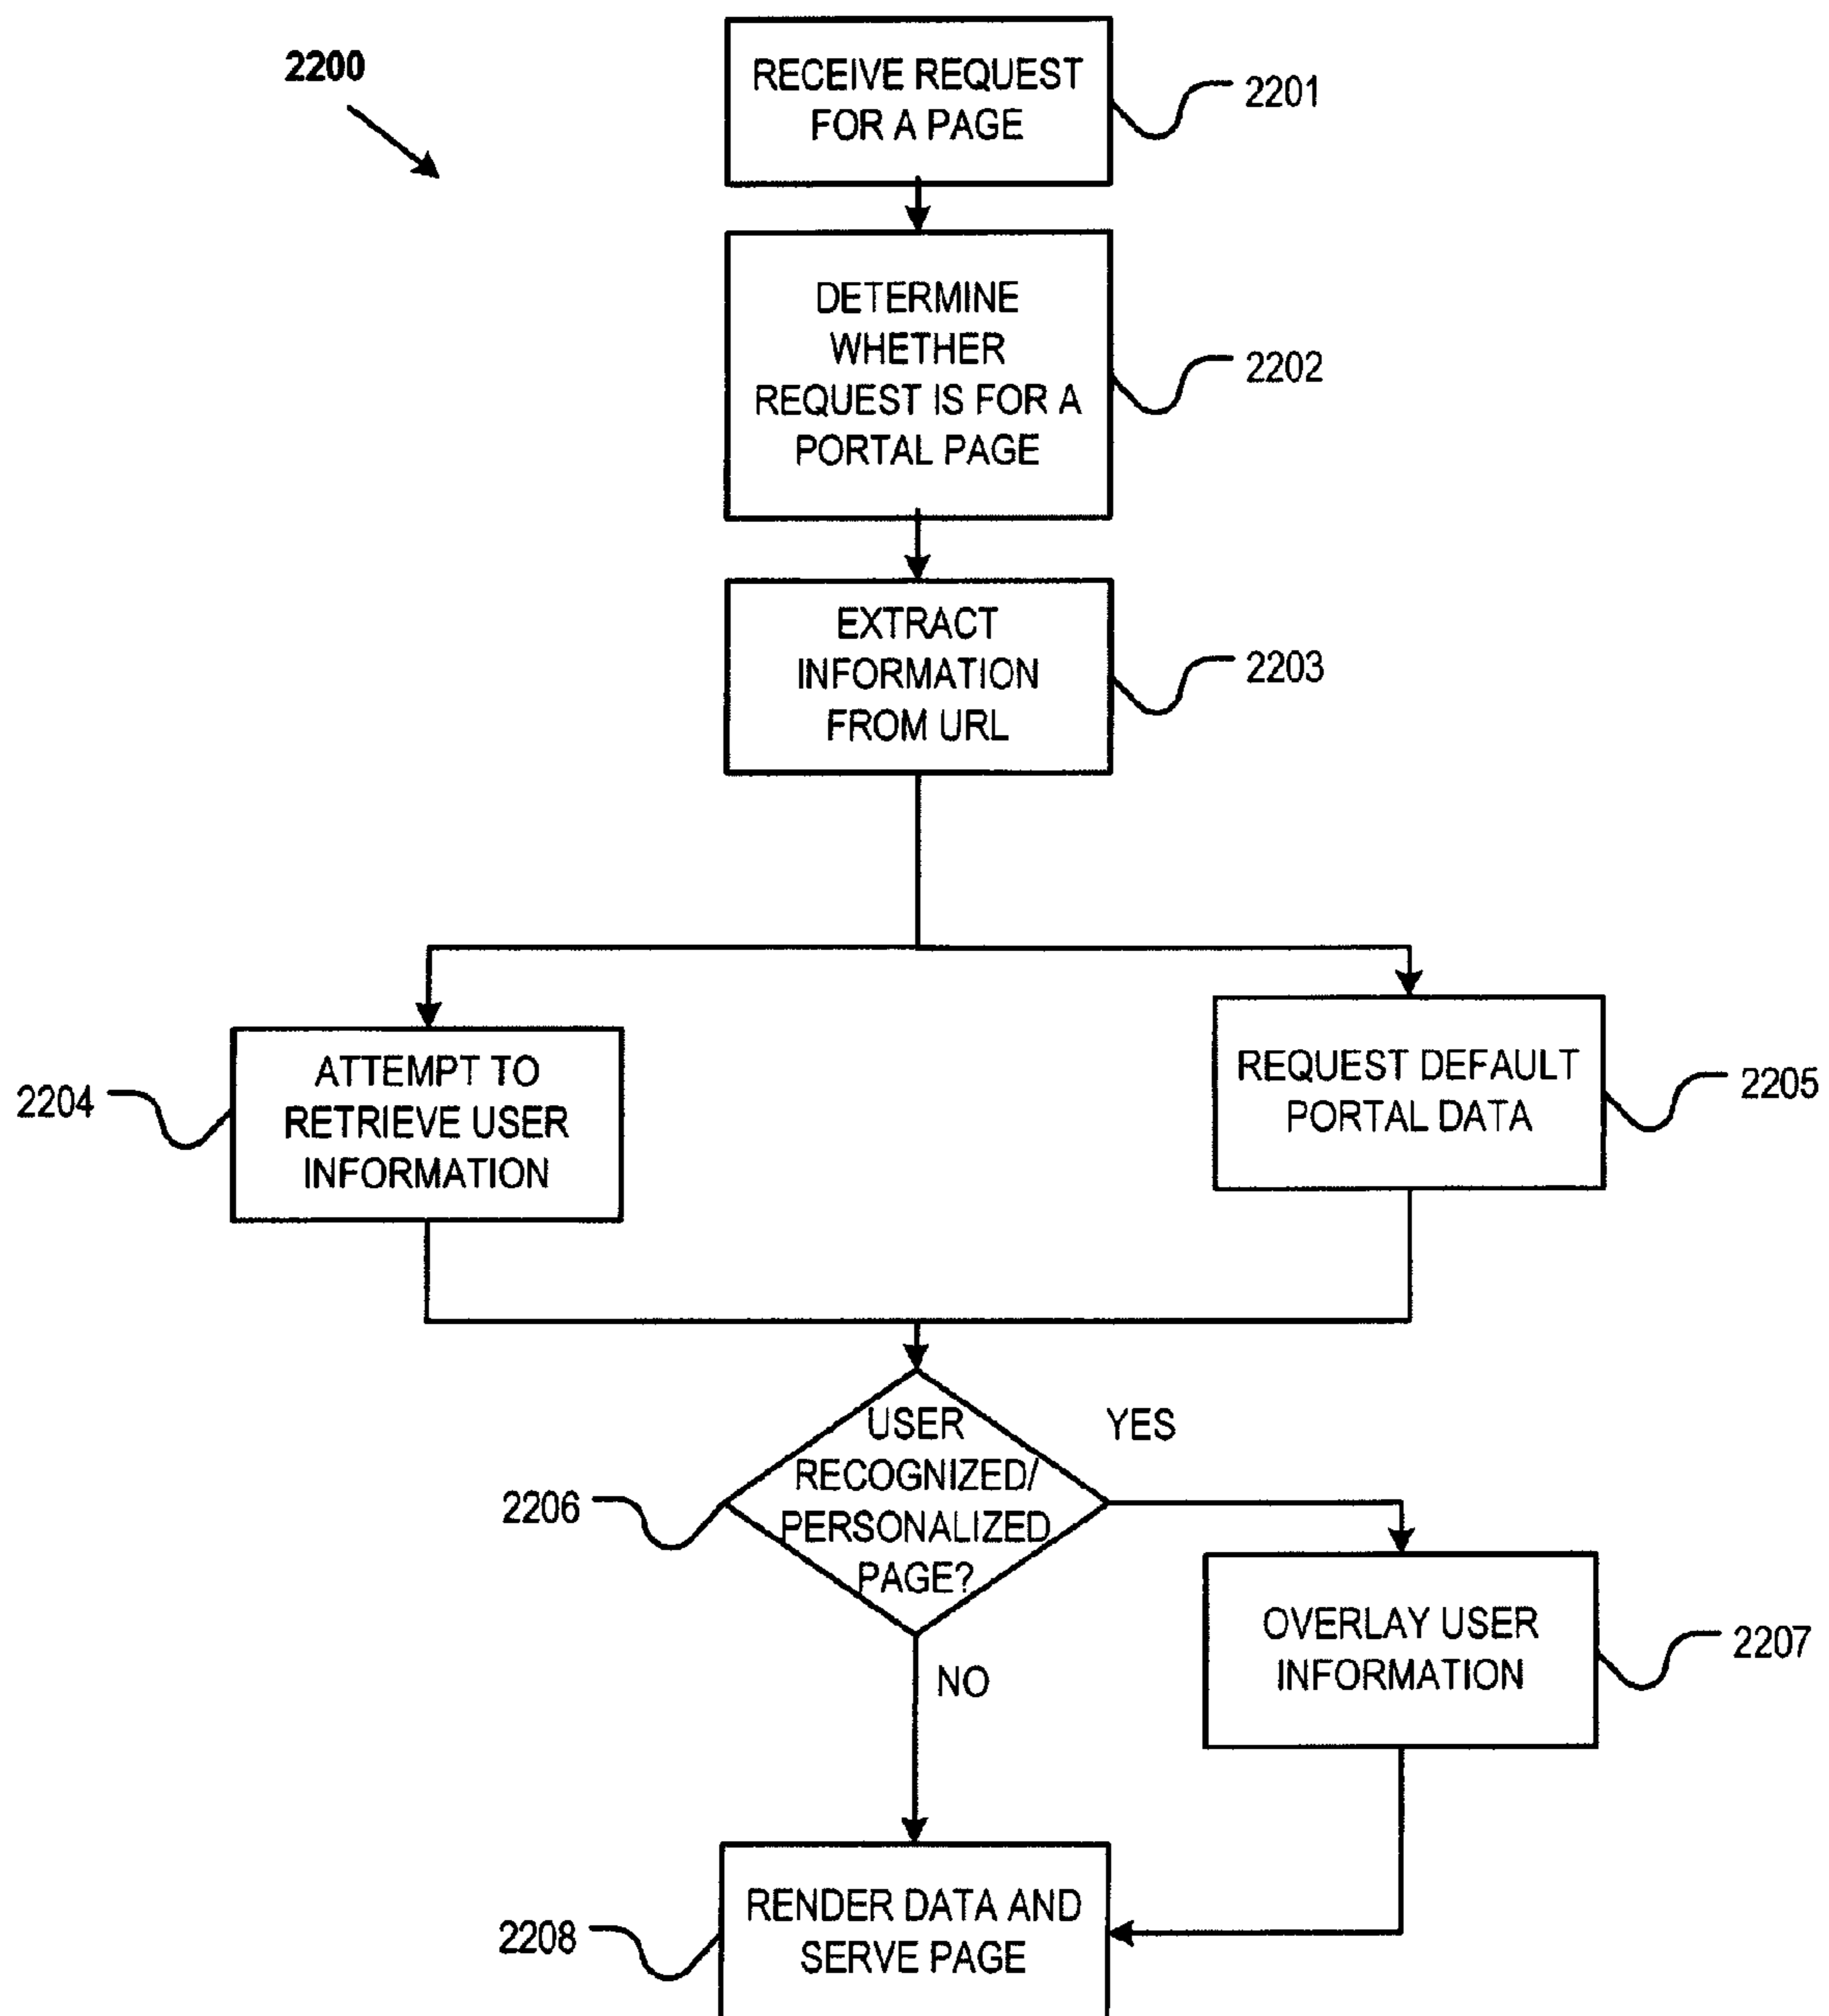 2200
RECEIVE REQUEST
FOR A PAGE
2201
DETERMINE
WHETHER
REQUEST IS FOR A
PORTAL PAGE
2202
EXTRACT
INFORMATION
FROM URL
2203
2204
ATTEMPT TO
RETRIEVE USER
INFORMATION
REQUEST DEFAULT
PORTAL DATA
2205
2206
USER
RECOGNIZED/
PERSONALIZED
PAGE?
YES
NO
OVERLAY USER
INFORMATION
2207
2208
RENDER DATA AND
SERVE PAGE